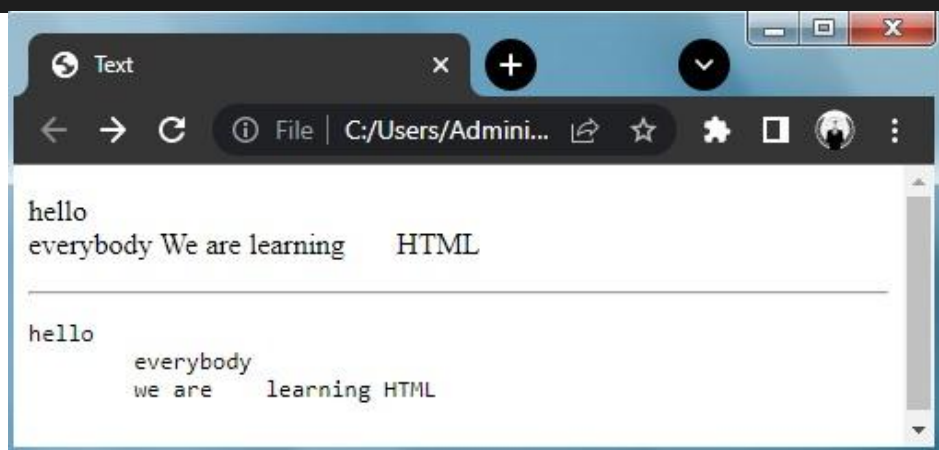 Text
File | C:/Users/Admini...
hello
everybody We are learning HTML
hello
everybody
we are learning HTML